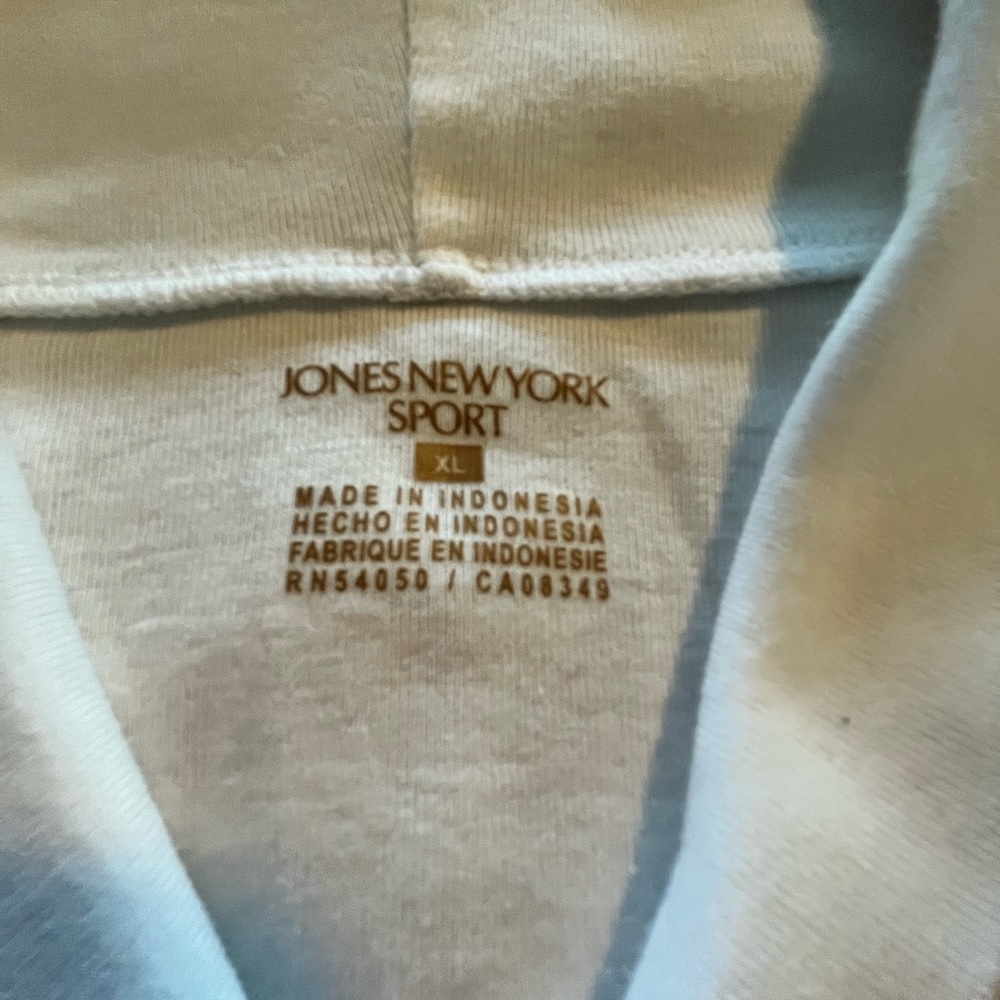 JONES NEW YORK
SPORT
XL
MADE IN INDONESIA
HECHO EN INDONESIA
FABRIQUE EN INDONESIE
RN54050 / CA08349